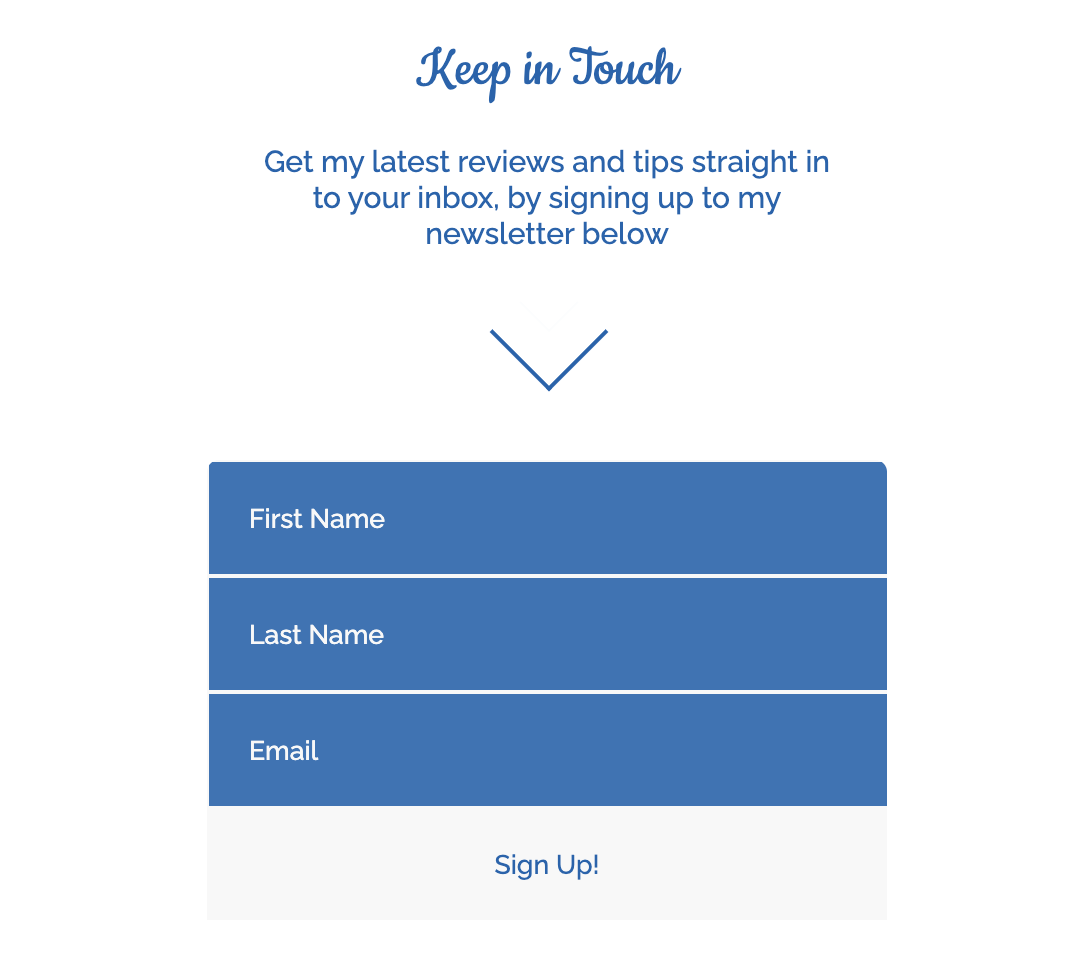 Keep in Touch
Get my latest reviews and tips straight in
to your inbox, by signing up to my
newsletter below
First Name
Last Name
Email
Sign Up!